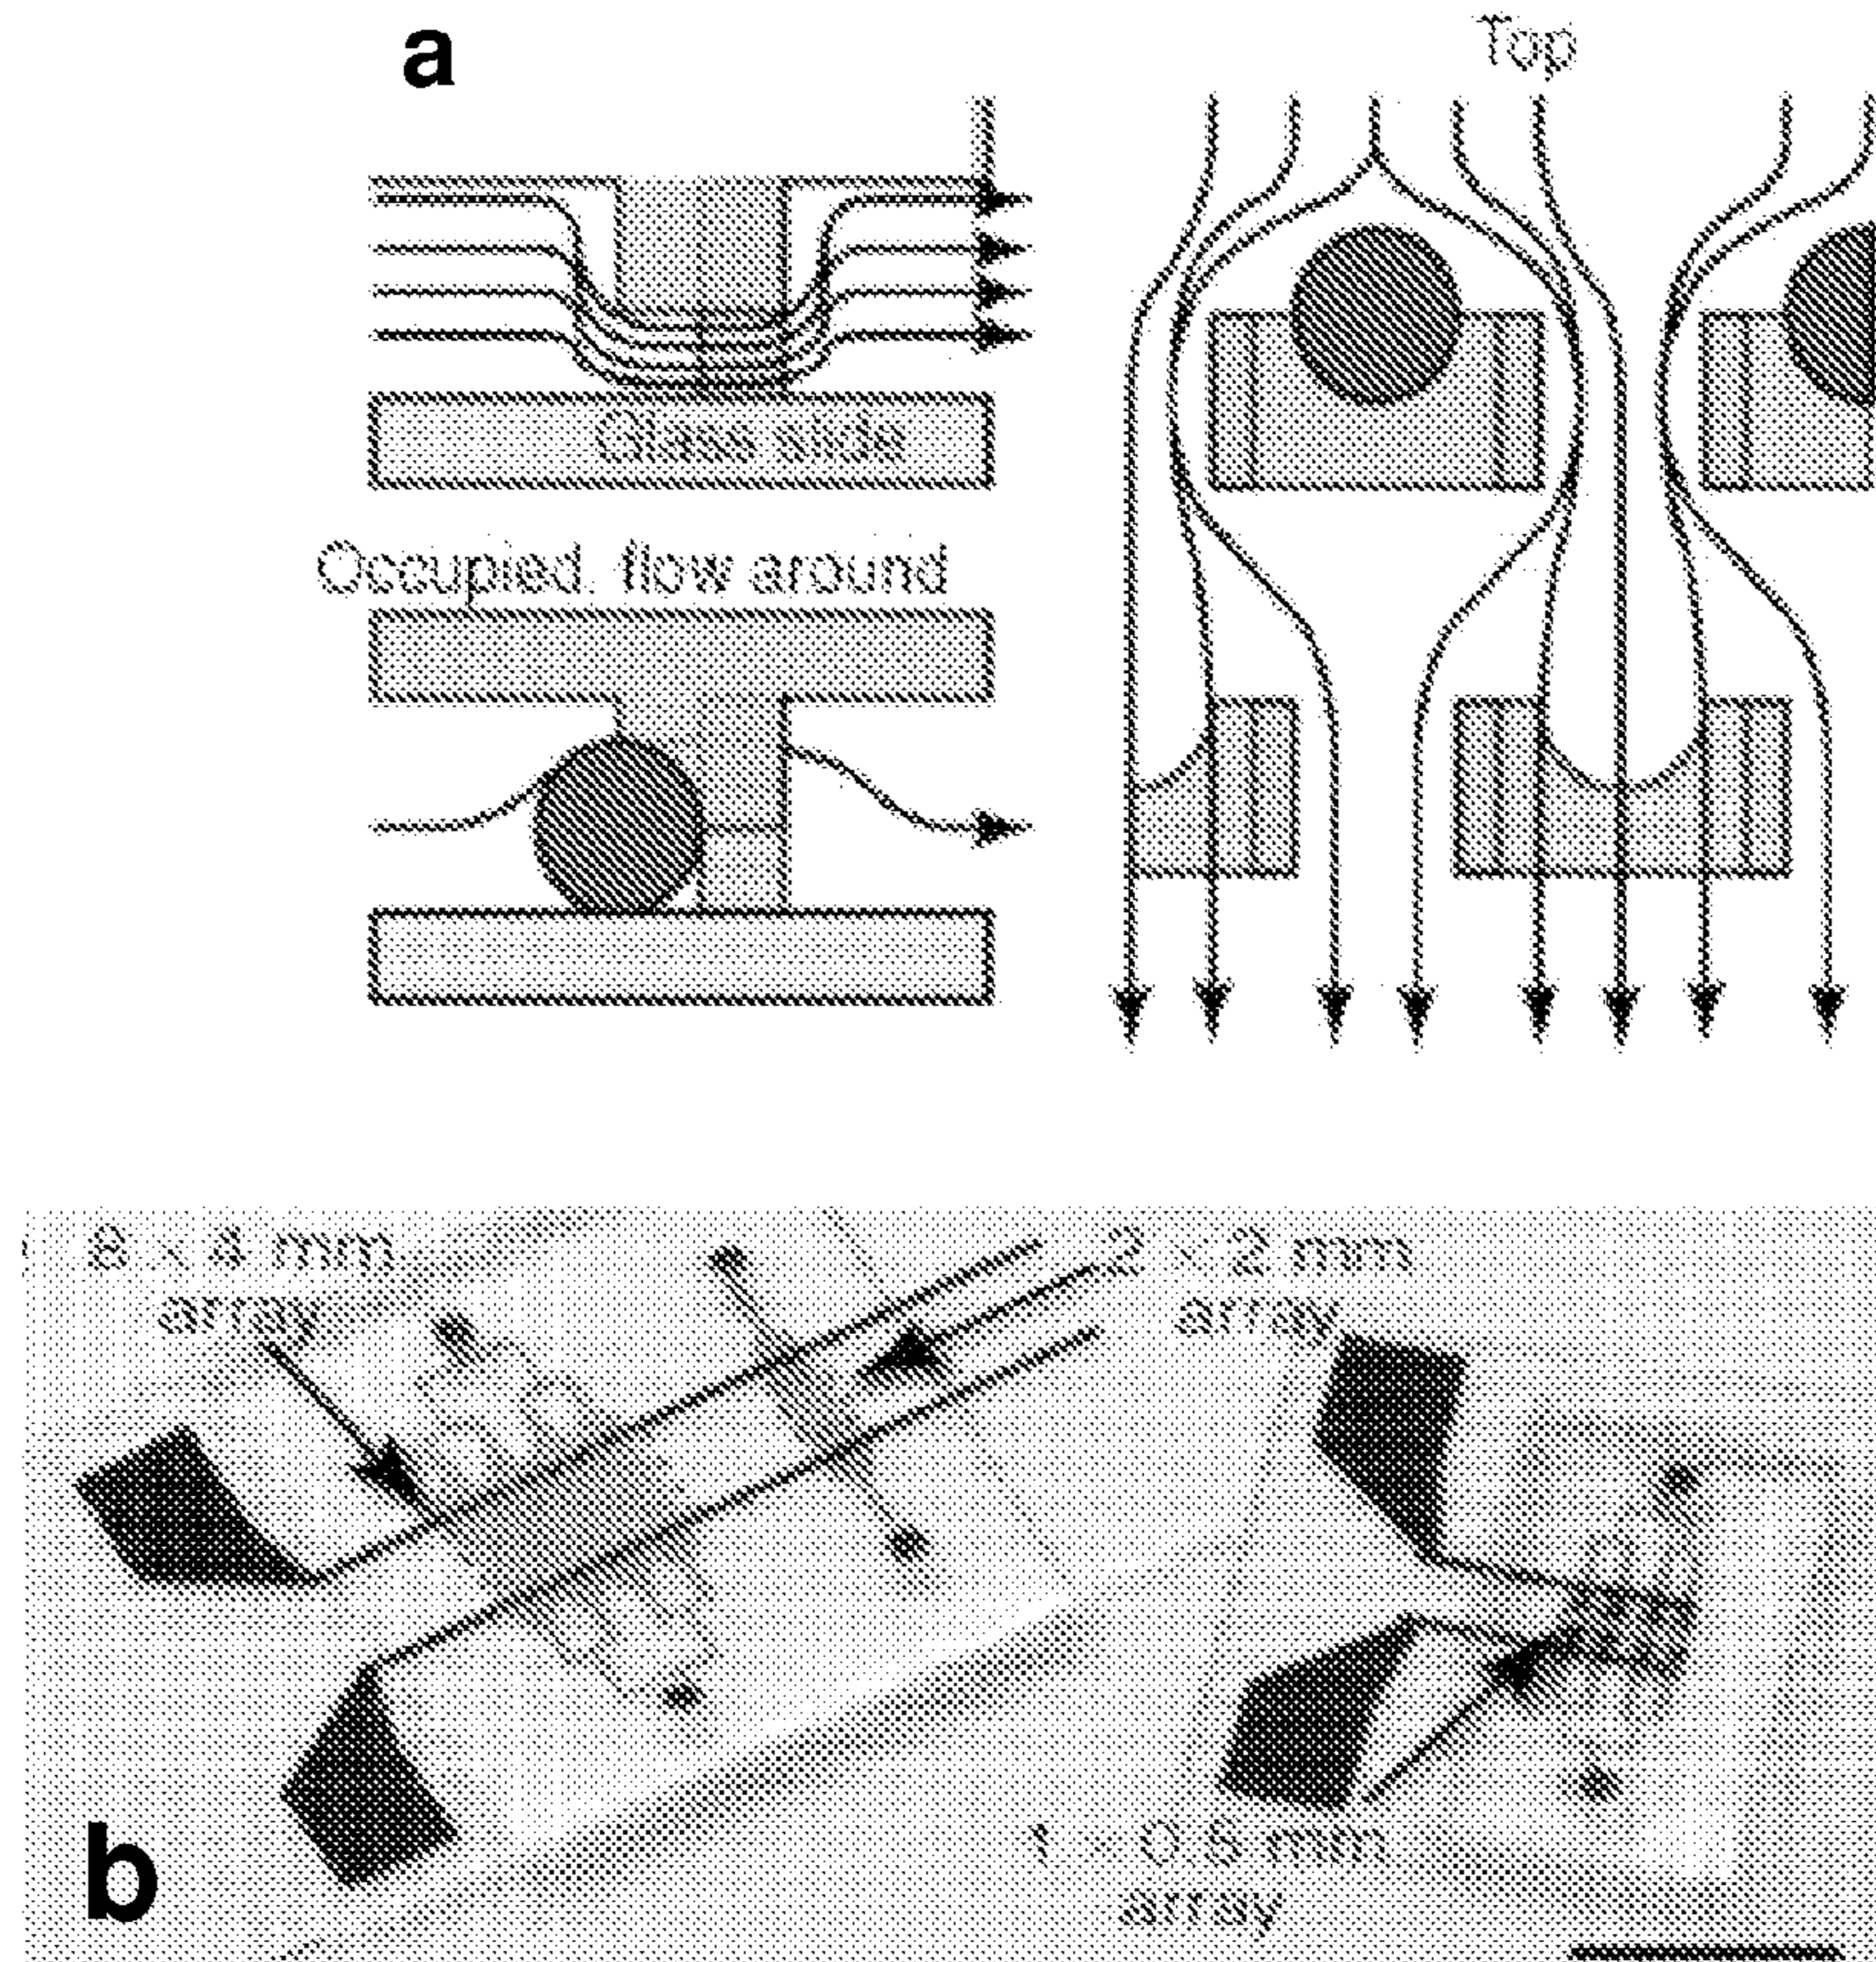 a
Top
Glass slide
Occupied, flow around
8 × 4 mm
array
2 × 2 mm
array
1 × 0.5 mm
array
b